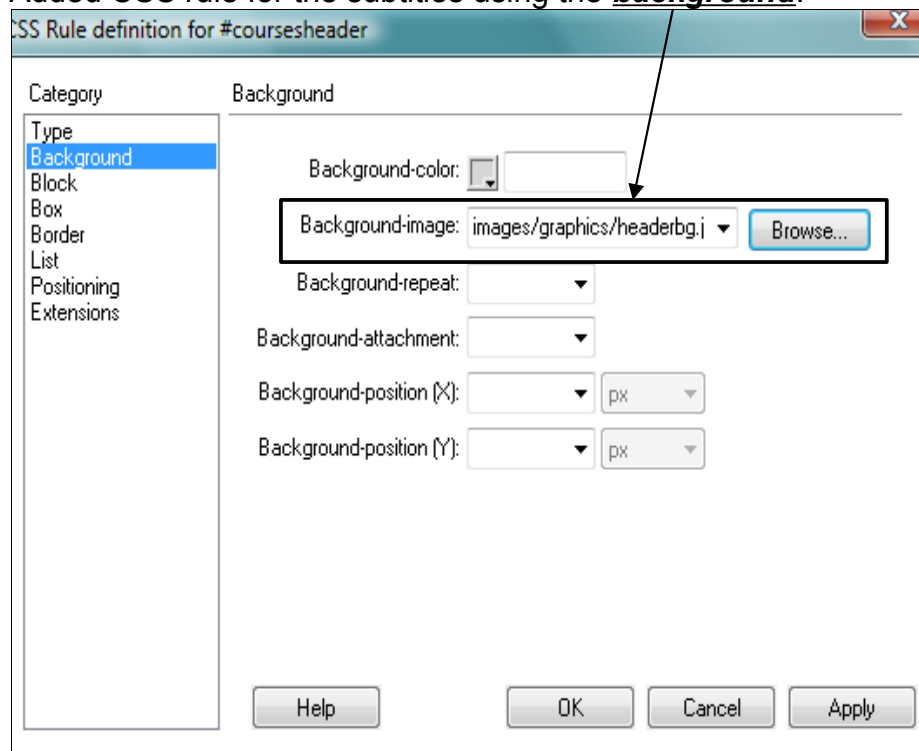 Added CSS rule for the subtitles using the background.
CSS Rule definition for #coursesheader
X
Category
Background
Type
Background
Block
Box
Border
List
Positioning
Extensions
Background-color:
Background-image: images/graphics/headerbg.j Browse...
Background-repeat:
Background-attachment:
Background-position (X): px
Background-position (Y): px
Help OK Cancel Apply